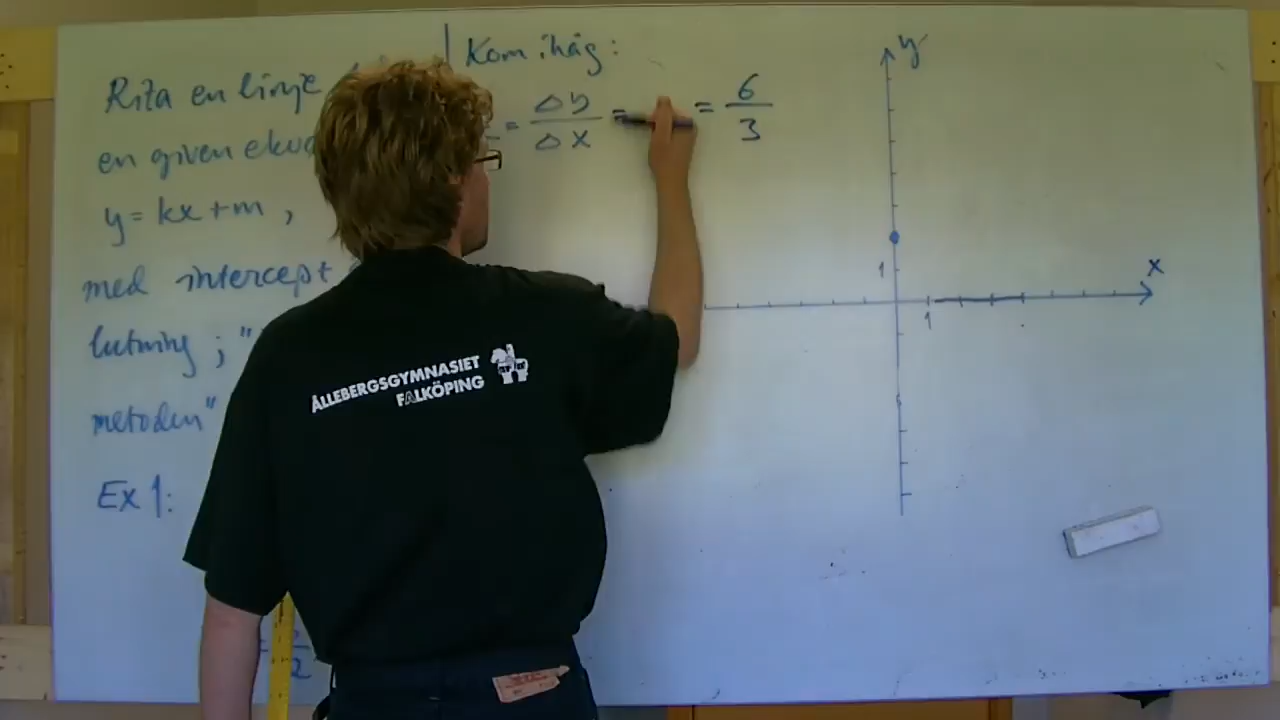 Rita en linje
en given
y = kx + m ,
med intercept
lutning ; "
metoden"
Ex 1:
2
Kom ihåg:
= Δy/Δx = = 6/3
y
1
x
1
ÅLLEBERGSGYMNASIET
FALKÖPING